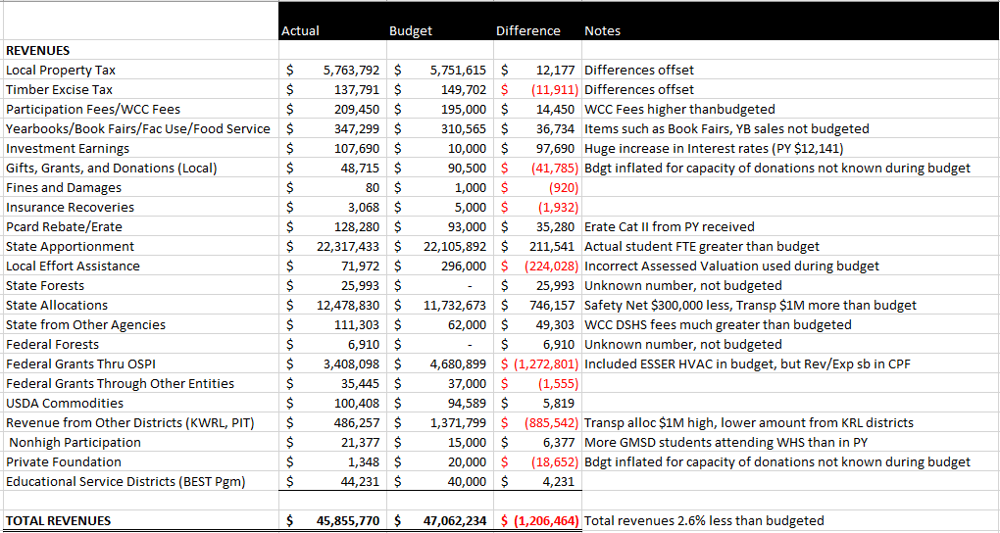 Actual Budget Difference Notes
REVENUES
Local Property Tax $ 5,763,792 $ 5,751,615 $ 12,177 Differences offset
Timber Excise Tax $ 137,791 $ 149,702 $ (11,911) Differences offset
Participation Fees/WCC Fees $ 209,450 $ 195,000 $ 14,450 WCC Fees higher thanbudgeted
Yearbooks/Book Fairs/Fac Use/Food Service $ 347,299 $ 310,565 $ 36,734 Items such as Book Fairs, YB sales not budgeted
Investment Earnings $ 107,690 $ 10,000 $ 97,690 Huge increase in Interest rates (PY $12,141)
Gifts, Grants, and Donations (Local) $ 48,715 $ 90,500 $ (41,785) Bdgt inflated for capacity of donations not known during budget
Fines and Damages $ 80 $ 1,000 $ (920)
Insurance Recoveries $ 3,068 $ 5,000 $ (1,932)
Pcard Rebate/Erate $ 128,280 $ 93,000 $ 35,280 Erate Cat II from PY received
State Apportionment $ 22,317,433 $ 22,105,892 $ 211,541 Actual student FTE greater than budget
Local Effort Assistance $ 71,972 $ 296,000 $ (224,028) Incorrect Assessed Valuation used during budget
State Forests $ 25,993 $ - $ 25,993 Unknown number, not budgeted
State Allocations $ 12,478,830 $ 11,732,673 $ 746,157 Safety Net $300,000 less, Transp $1M more than budget
State from Other Agencies $ 111,303 $ 62,000 $ 49,303 WCC DSHS fees much greater than budgeted
Federal Forests $ 6,910 $ - $ 6,910 Unknown number, not budgeted
Federal Grants Thru OSPI $ 3,408,098 $ 4,680,899 $ (1,272,801) Included ESSER HVAC in budget, but Rev/Exp sb in CPF
Federal Grants Through Other Entities $ 35,445 $ 37,000 $ (1,555)
USDA Commodities $ 100,408 $ 94,589 $ 5,819
Revenue from Other Districts (KWRL, PIT) $ 486,257 $ 1,371,799 $ (885,542) Transp alloc $1M high, lower amount from KRL districts
Nonhigh Participation $ 21,377 $ 15,000 $ 6,377 More GMSD students attending WHS than in PY
Private Foundation $ 1,348 $ 20,000 $ (18,652) Bdgt inflated for capacity of donations not known during budget
Educational Service Districts (BEST Pgm) $ 44,231 $ 40,000 $ 4,231
TOTAL REVENUES $ 45,855,770 $ 47,062,234 $ (1,206,464) Total revenues 2.6% less than budgeted